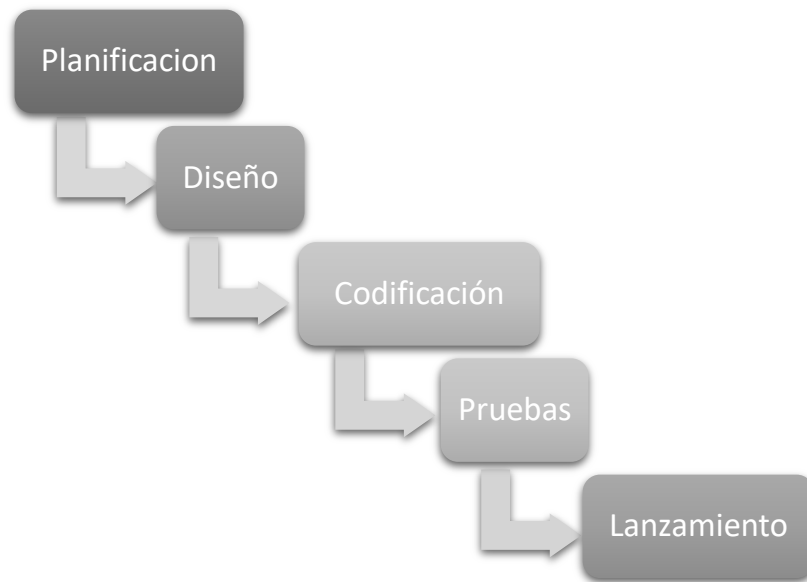 Planificacion
Diseño
Codificación
Pruebas
Lanzamiento